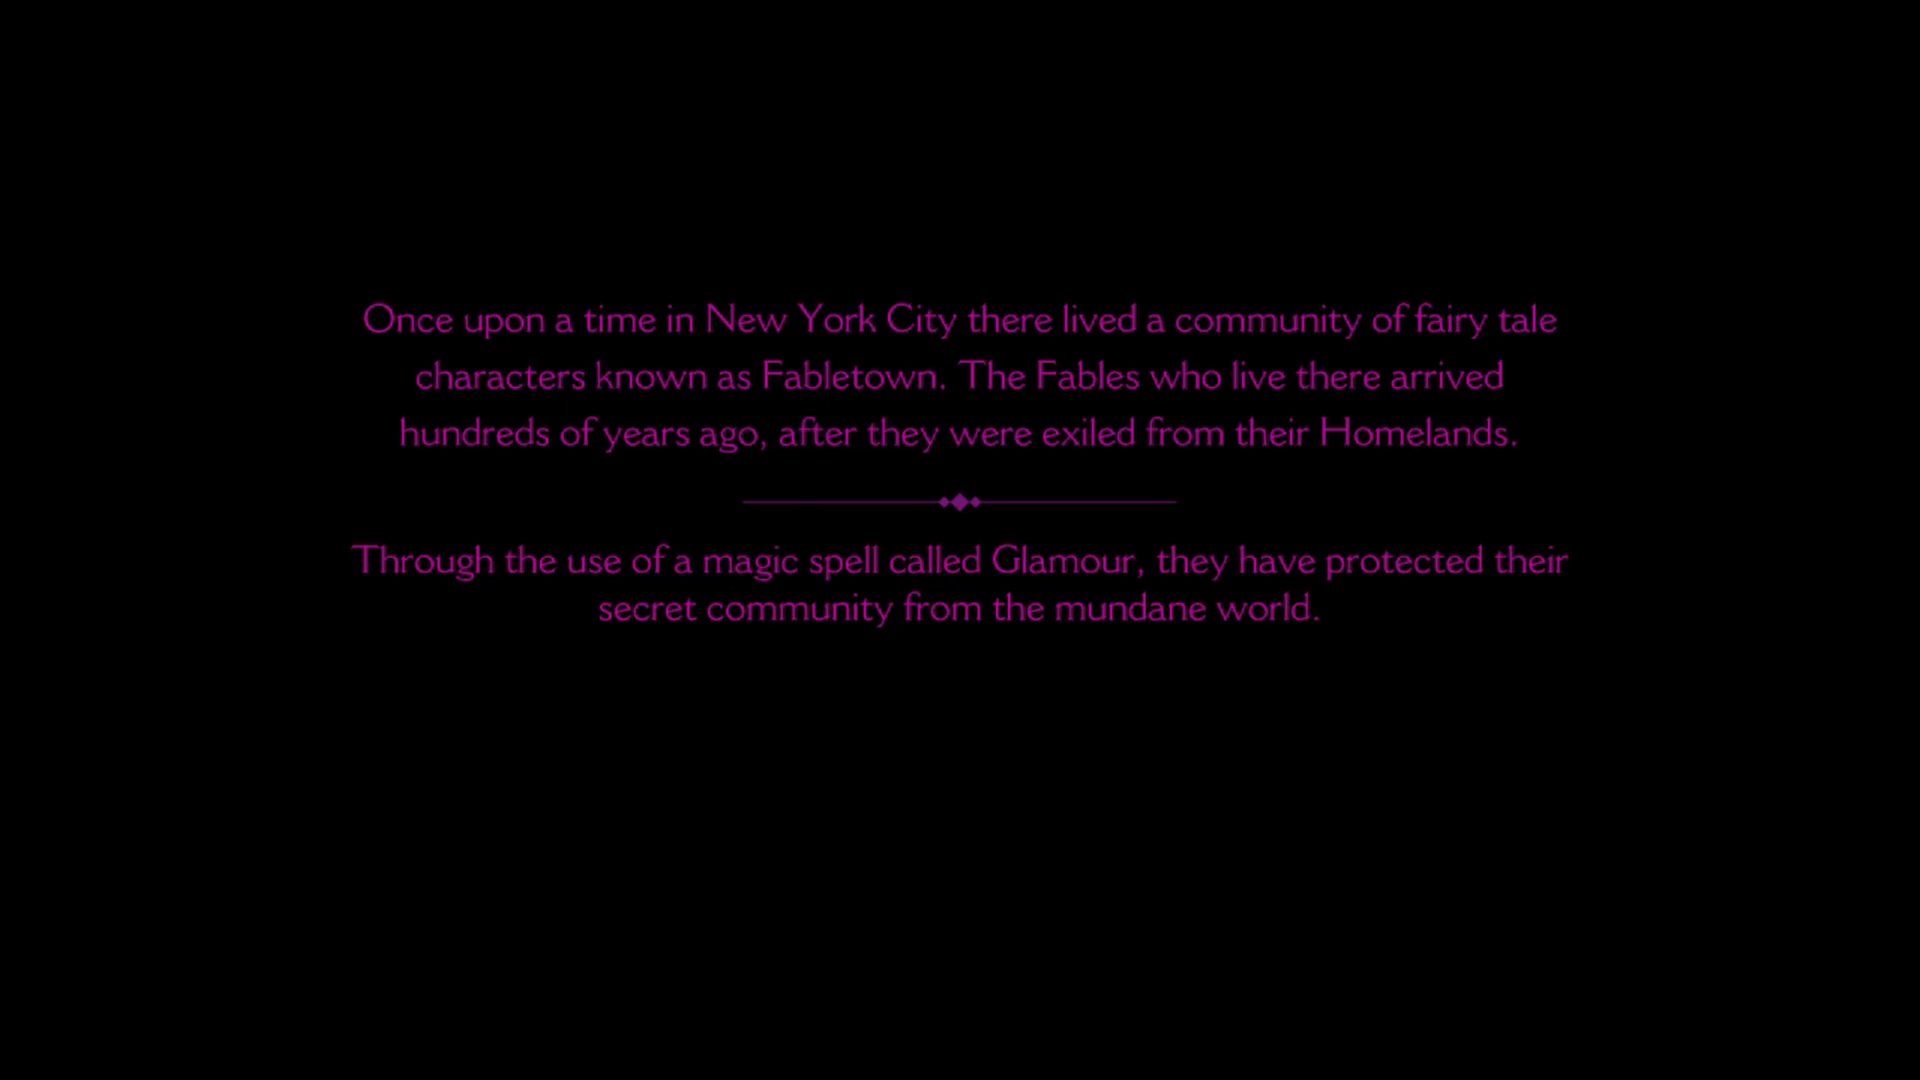 Once upon a time in New York City there lived a community of fairy tale
characters known as Fabletown. The Fables who live there arrived
hundreds of years ago, after they were exiled from their Homelands.
Through the use of a magic spell called Glamour, they have protected their
secret community from the mundane world.